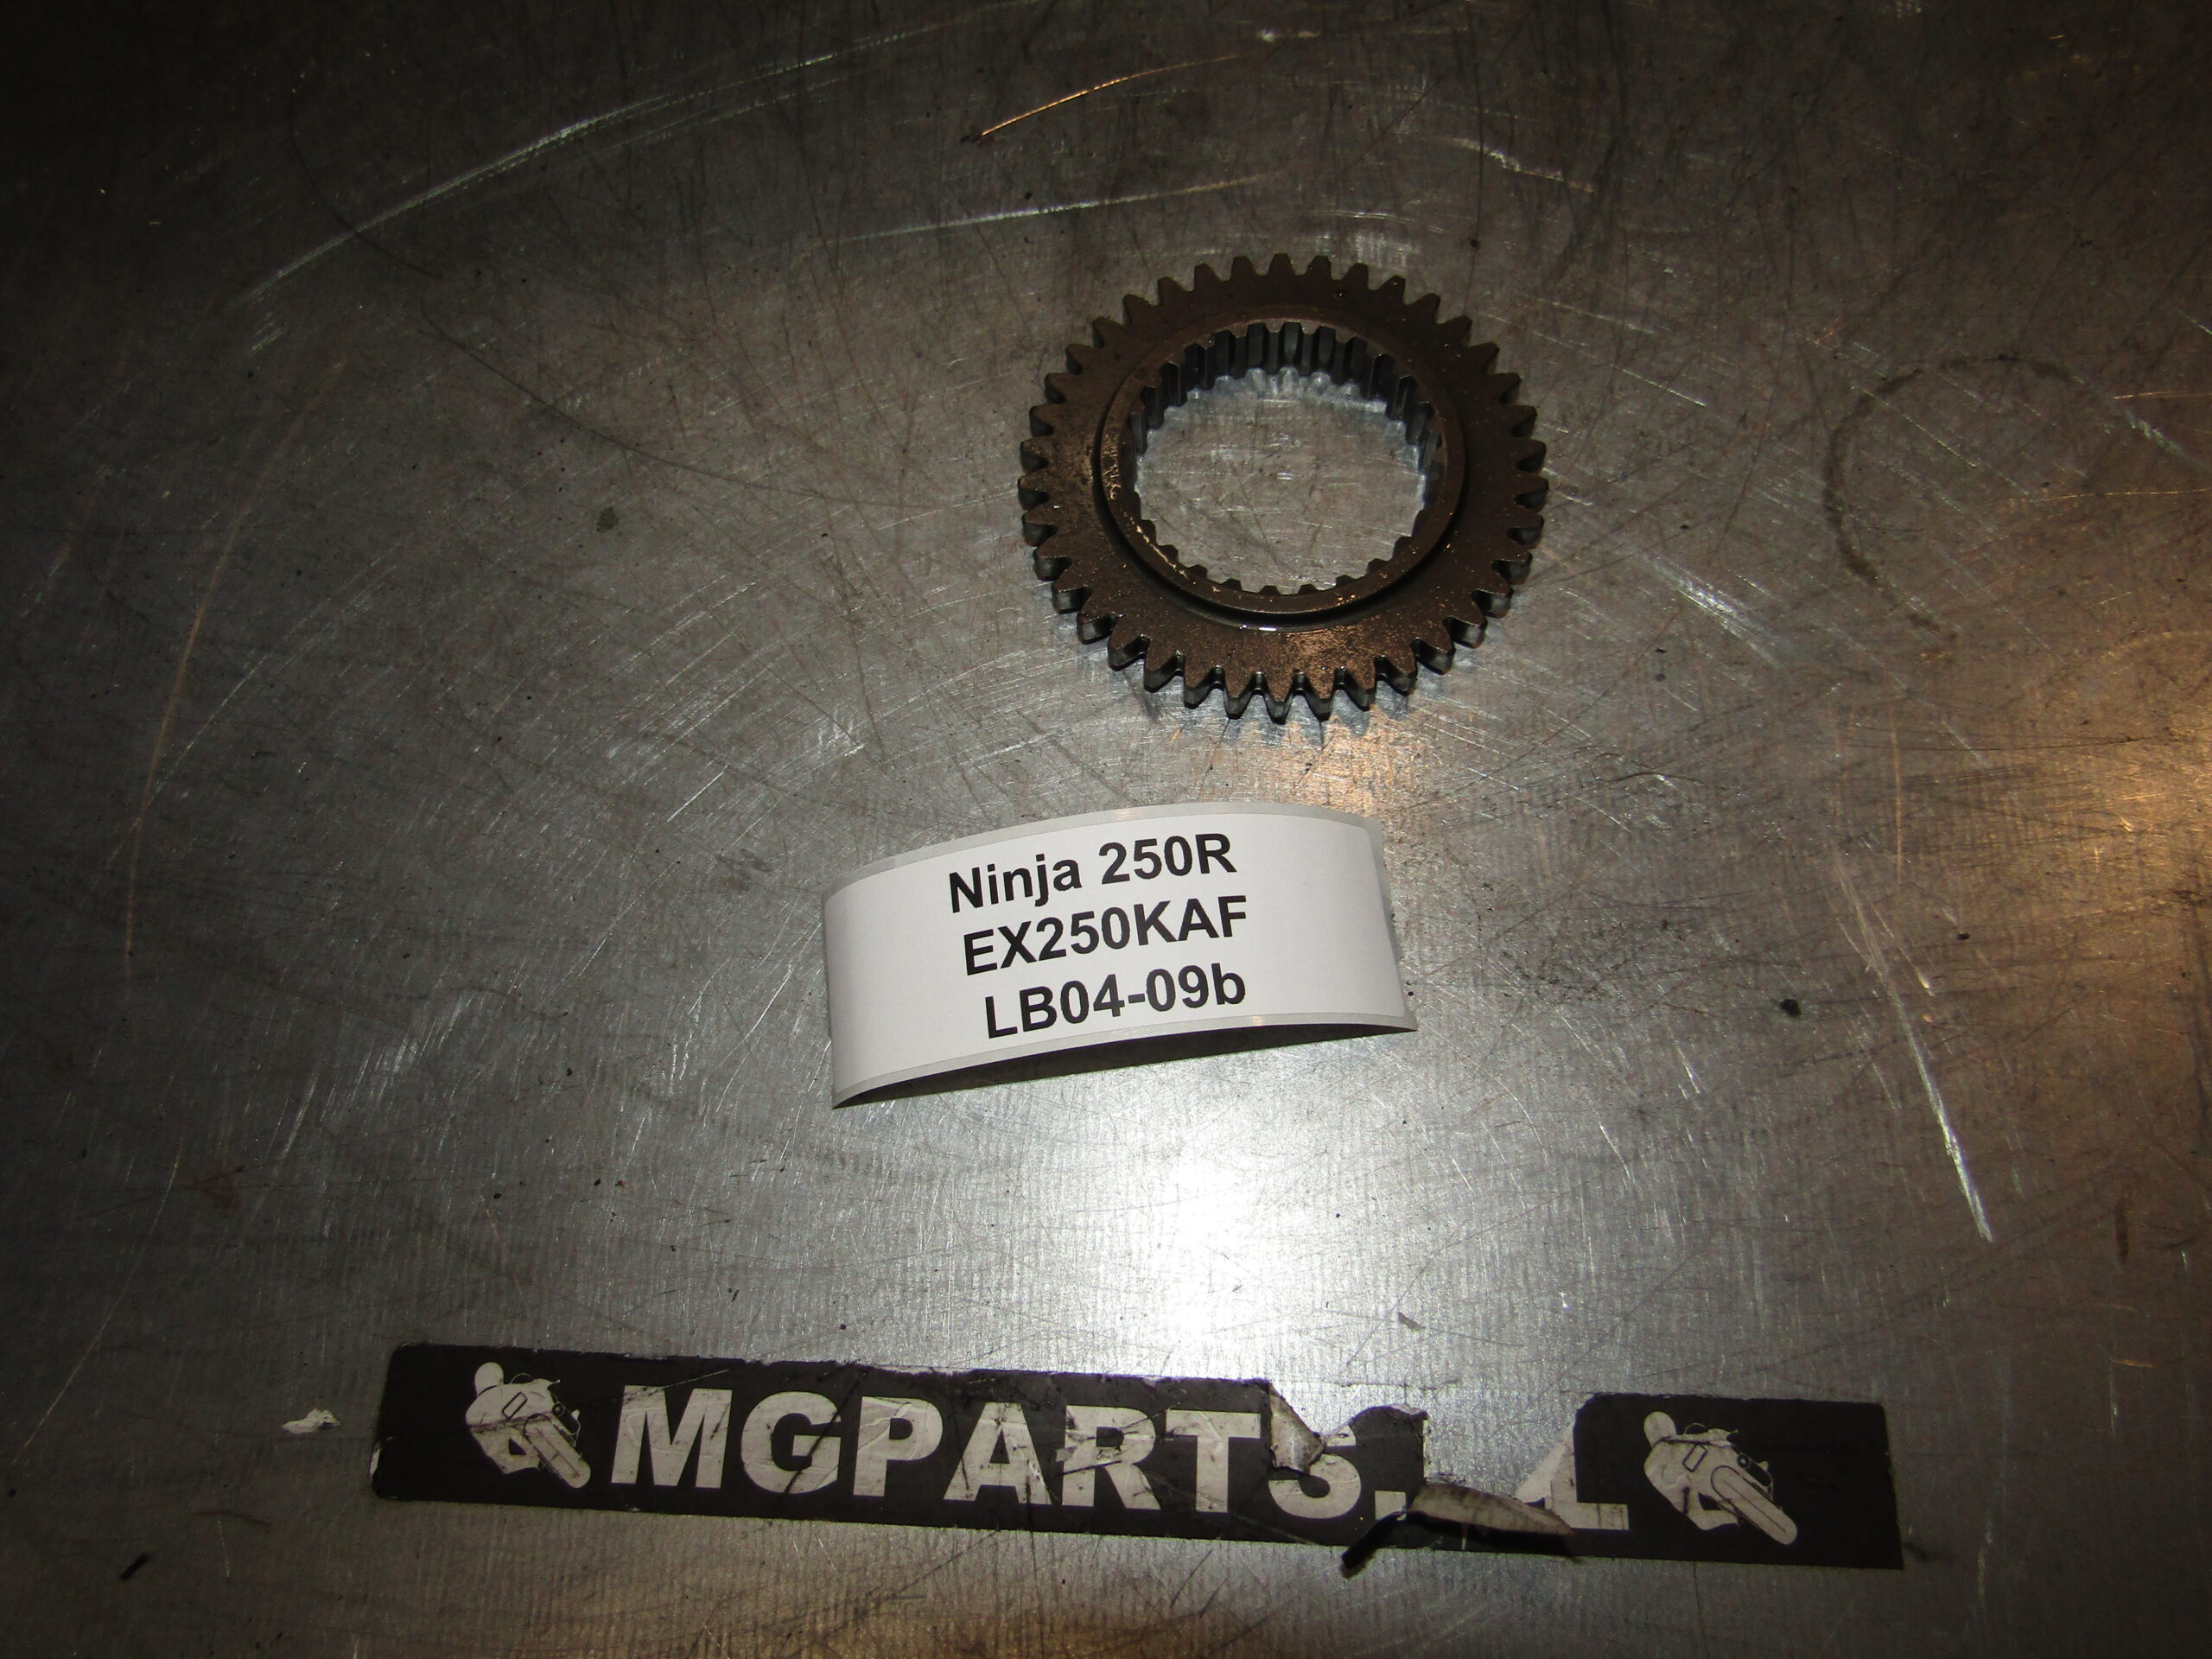 Ninja 250R
EX250KAF
LB04-09b
MGPARTS.